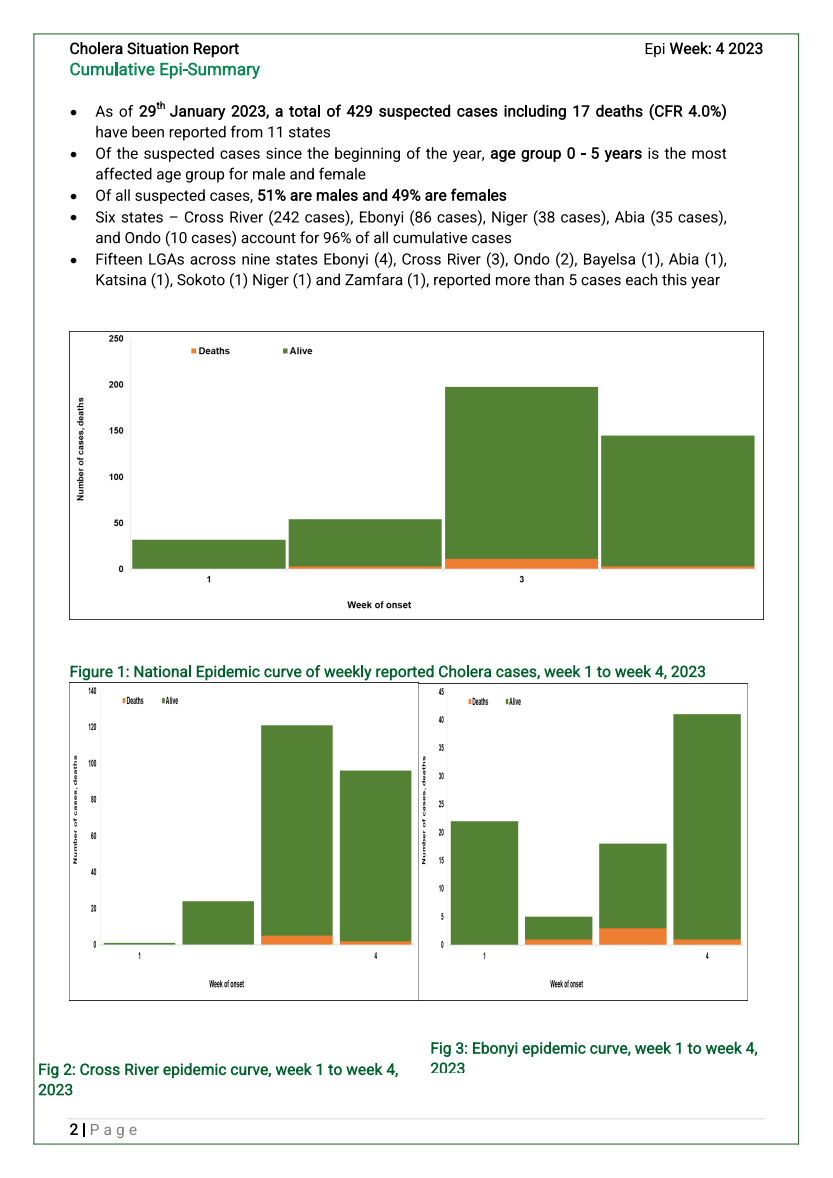 Cholera Situation Report Epi Week: 4 2023
Cumulative Epi-Summary
• As of 29th January 2023, a total of 429 suspected cases including 17 deaths (CFR 4.0%)
have been reported from 11 states
• Of the suspected cases since the beginning of the year, age group 0 - 5 years is the most
affected age group for male and female
• Of all suspected cases, 51% are males and 49% are females
• Six states – Cross River (242 cases), Ebonyi (86 cases), Niger (38 cases), Abia (35 cases),
and Ondo (10 cases) account for 96% of all cumulative cases
• Fifteen LGAs across nine states Ebonyi (4), Cross River (3), Ondo (2), Bayelsa (1), Abia (1),
Katsina (1), Sokoto (1) Niger (1) and Zamfara (1), reported more than 5 cases each this year
Deaths Alive
Number of cases, deaths
250
200
150
100
50
0
1 3
Week of onset
Figure 1: National Epidemic curve of weekly reported Cholera cases, week 1 to week 4, 2023
Deaths Alive
Number of casea, deaths
140
120
100
80
60
40
20
0
1 4
Week of onset
Deaths Alive
Number of cases, deaths
45
40
35
30
25
20
15
10
5
0
1 4
Week of onset
Fig 3: Ebonyi epidemic curve, week 1 to week 4,
2023
Fig 2: Cross River epidemic curve, week 1 to week 4,
2023
2 | P a g e